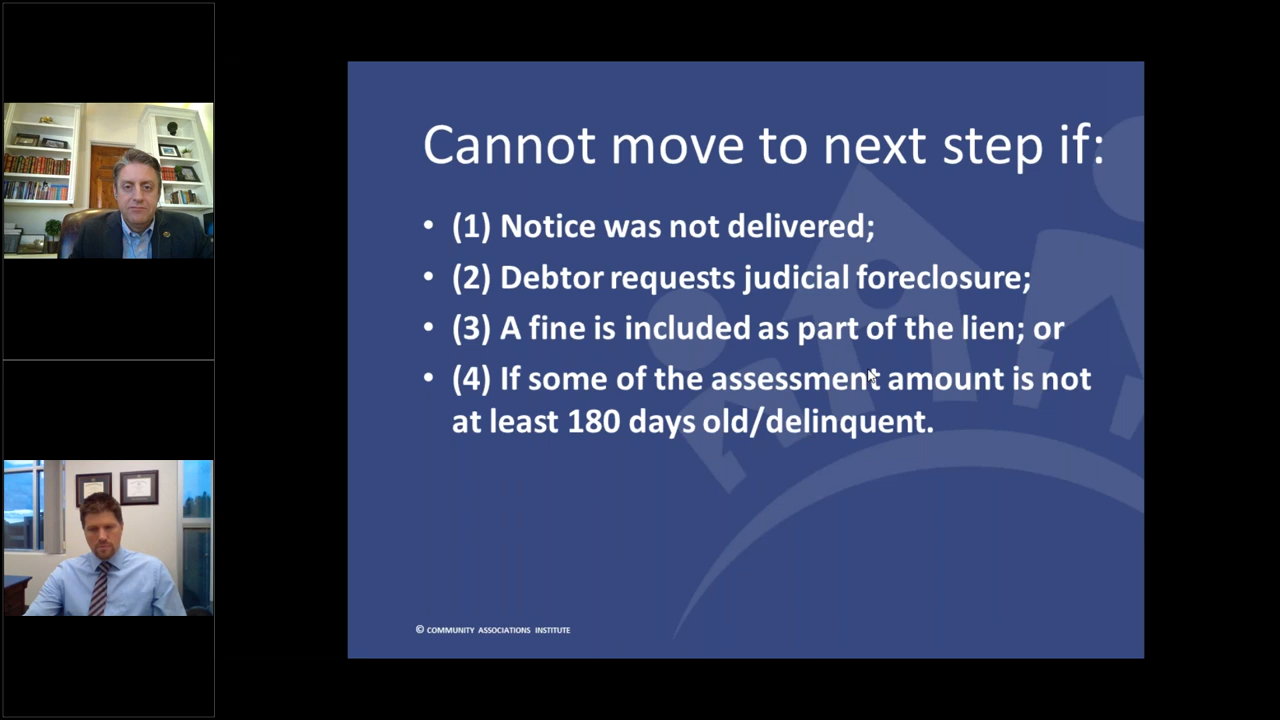 Cannot move to next step if:
• (1) Notice was not delivered;
• (2) Debtor requests judicial foreclosure;
• (3) A fine is included as part of the lien; or
• (4) If some of the assessment amount is not
at least 180 days old/delinquent.
© COMMUNITY ASSOCIATIONS INSTITUTE